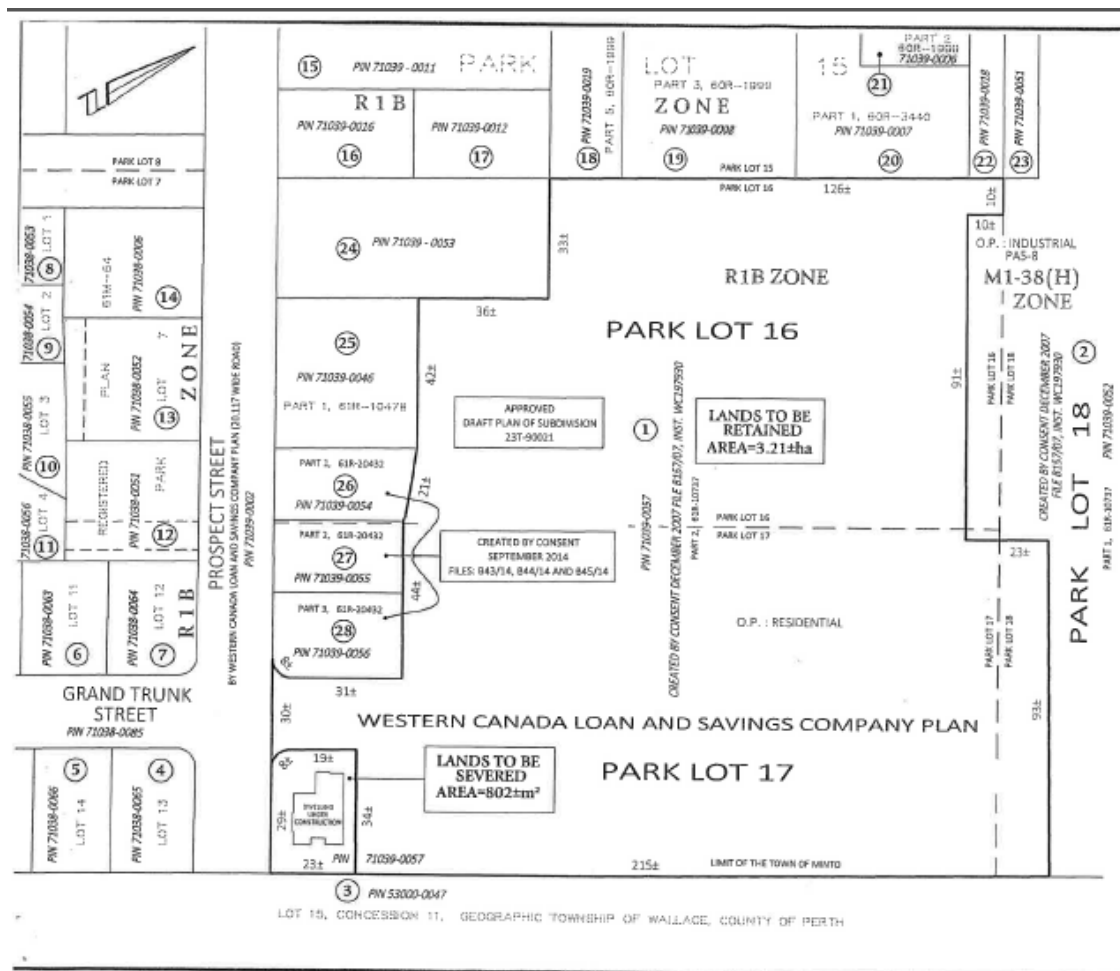 15
PIN 71039-0011
PARK
R1B
PIN 71039-0016
16
PIN 71039-0012
17
PIN 71039-0019
PART 5, 60R-1999
18
LOT
PART 3, 60R-1999
ZONE
PIN 71039-0008
19
15
PART 2
60R-1999
71039-0006
21
PART 1, 60R-3440
PIN 71039-0007
20
PIN 71039-0018
22
PIN 71039-0051
23
PARK LOT 8
PARK LOT 7
PARK LOT 15
PARK LOT 16
126±
10±
10±
33±
24
PIN 71039 - 0053
36±
71038-0053
LOT 1
8
71038-0054
LOT 2
9
PIN 71038-0055
LOT 3
10
71038-0056
LOT 4
11
61M-64
PIN 71038-0006
14
PLAN
PIN 71038-0052
LOT 7
13
ZONE
REGISTERED
PIN 71038-0051
PARK
12
R1B
PIN 71038-0063
LOT 11
6
PIN 71038-0064
LOT 12
7
PROSPECT STREET
BY WESTERN CANADA LOAN AND SAVINGS COMPANY PLAN (20.117 WIDE ROAD)
PIN 71039-0002
25
PIN 71039-0046
PART 1, 61R-10478
42±
PART 1, 61R-20432
26
PIN 71039-0054
21±
PART 2, 61R-20432
27
PIN 71039-0055
44±
PART 3, 61R-20432
28
PIN 71039-0056
8±
31±
30±
R1B ZONE
PARK LOT 16
APPROVED
DRAFT PLAN OF SUBDIVISION
23T-90021
1
LANDS TO BE
RETAINED
AREA=3.21±ha
CREATED BY CONSENT
SEPTEMBER 2014
FILES: B43/14, B44/14 AND B45/14
PIN 71039-0057
CREATED BY CONSENT DECEMBER 2007 FILE B157/07, INST. WC197930
PART 2, 61R-10737
PARK LOT 16
PARK LOT 17
O.P. : RESIDENTIAL
O.P. : INDUSTRIAL
PA5-8
M1-38(H)
ZONE
91±
PARK LOT 16
PARK LOT 18
23±
PARK LOT 17
PARK LOT 18
93±
2
CREATED BY CONSENT DECEMBER 2007
FILE B157/07, INST. WC197930
PARK LOT 18
PART 1, 61R-10737
PIN 71039-0052
GRAND TRUNK
STREET
PIN 71038-0085
WESTERN CANADA LOAN AND SAVINGS COMPANY PLAN
PARK LOT 17
5
PIN 71038-0066
LOT 14
4
PIN 71038-0065
LOT 13
8±
19±
29±
DWELLING
UNDER
CONSTRUCTION
34±
23±
LANDS TO BE
SEVERED
AREA=802±m²
PIN 71039-0057
215±
LIMIT OF THE TOWN OF MINTO
3
PIN 53000-0047
LOT 15, CONCESSION 11, GEOGRAPHIC TOWNSHIP OF WALLACE, COUNTY OF PERTH